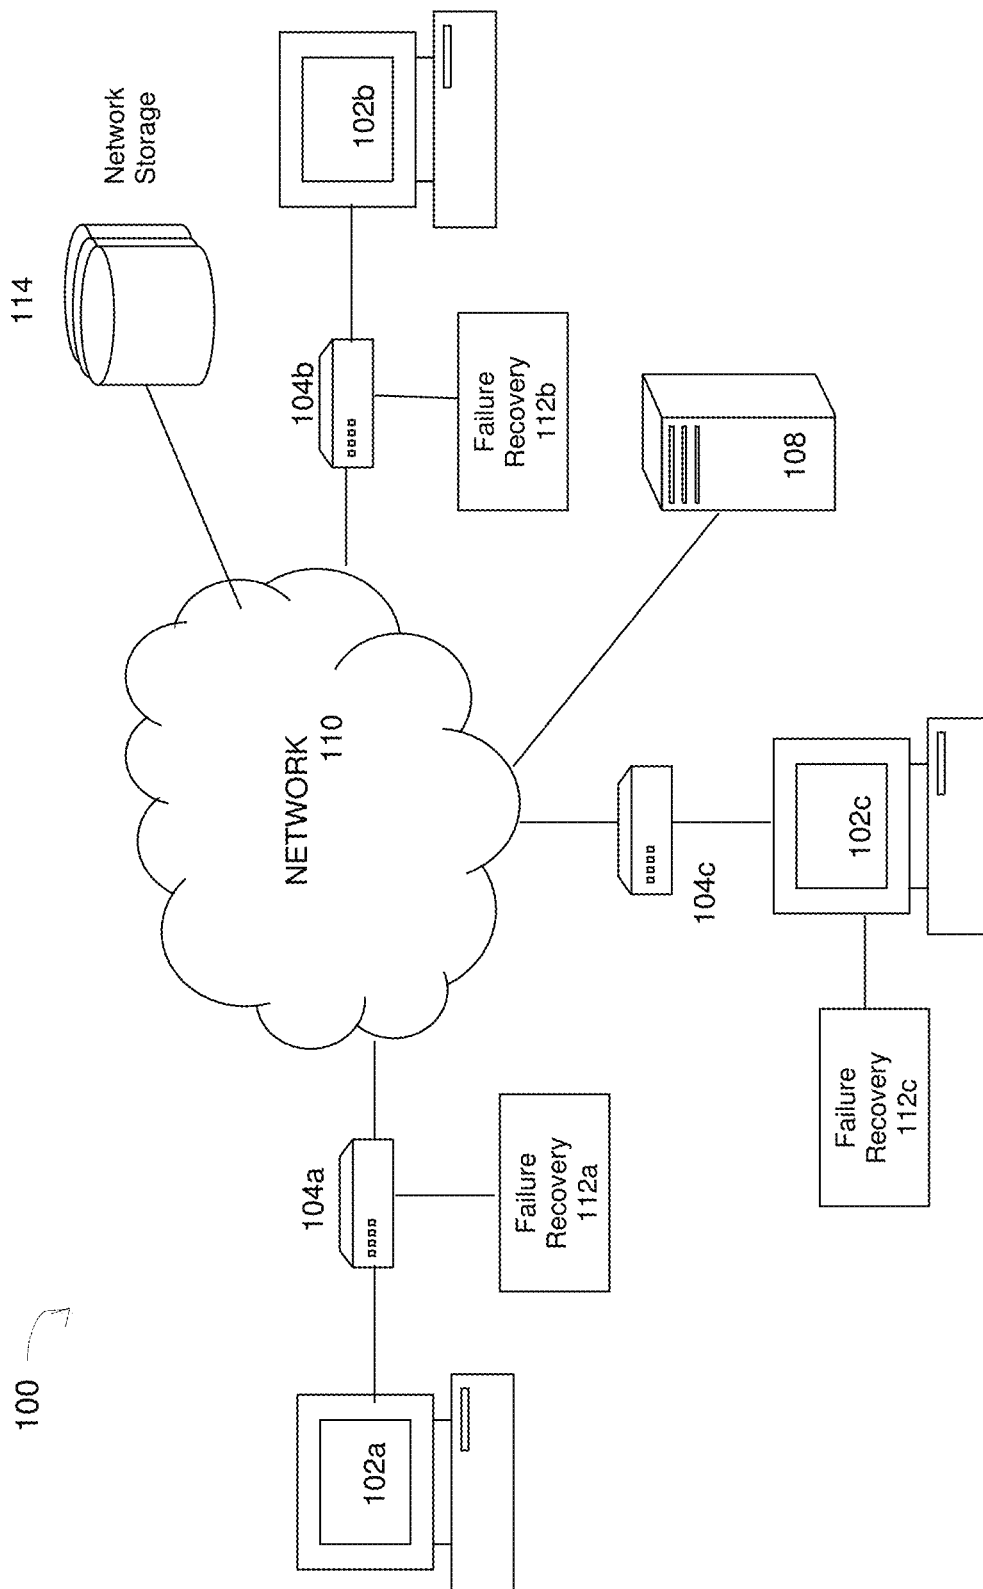 100
114
Network
Storage
102a
104a
Failure
Recovery
112a
NETWORK
110
104b
102b
Failure
Recovery
112b
108
104c
102c
Failure
Recovery
112c